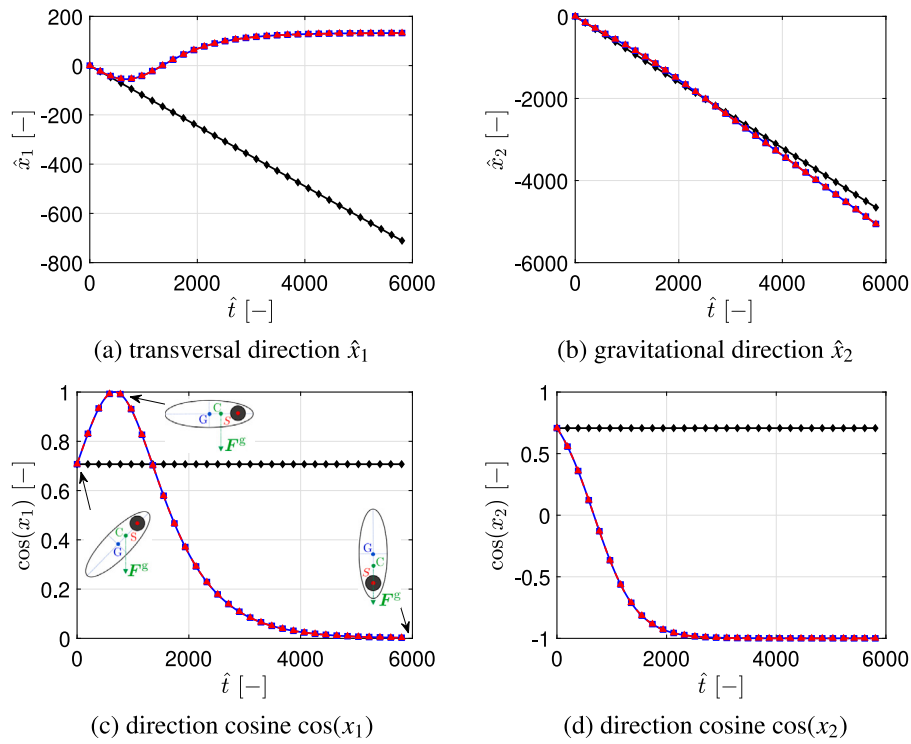 200
0
-200
-400
-600
-800
x̂₁ [−]
0 2000 4000 6000
t̂ [−]
(a) transversal direction x̂₁
0
-2000
-4000
-6000
x̂₂ [−]
0 2000 4000 6000
t̂ [−]
(b) gravitational direction x̂₂
1
0.8
0.6
0.4
0.2
0
cos(x₁) [−]
C
G S
Fᵍ
C
S
G
Fᵍ
G
C
S
Fᵍ
0 2000 4000 6000
t̂ [−]
(c) direction cosine cos(x₁)
1
0.5
0
-0.5
-1
cos(x₂) [−]
0 2000 4000 6000
t̂ [−]
(d) direction cosine cos(x₂)